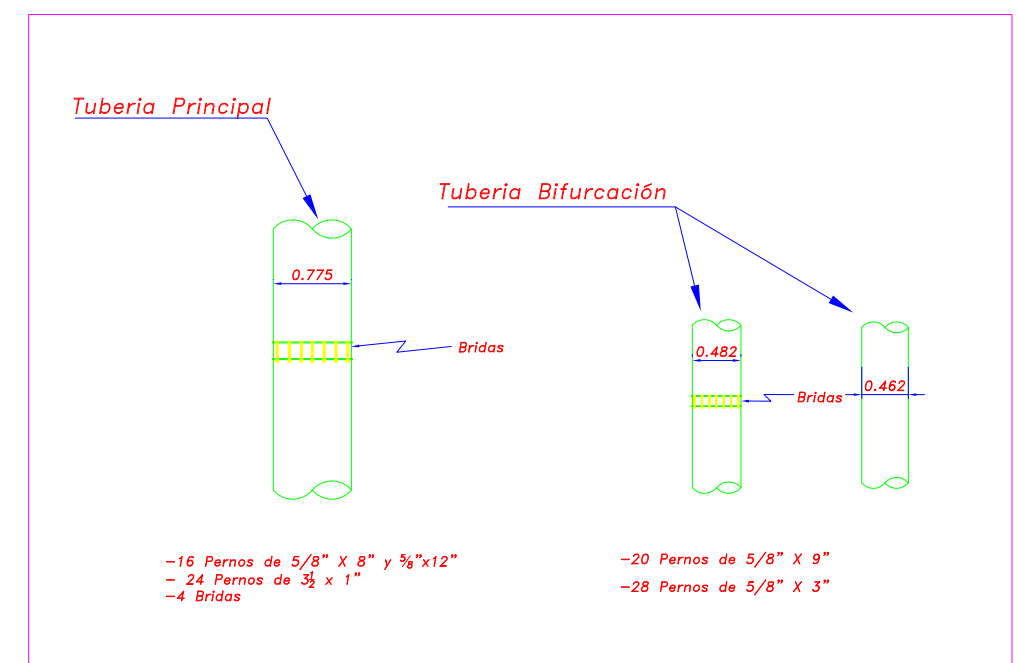 Tuberia Principal
Tuberia Bifurcación
0.775
Bridas
0.482
Bridas
0.462
-16 Pernos de 5/8" X 8" y 5/8"x12"
- 24 Pernos de 3 1/2 x 1"
-4 Bridas
-20 Pernos de 5/8" X 9"
-28 Pernos de 5/8" X 3"